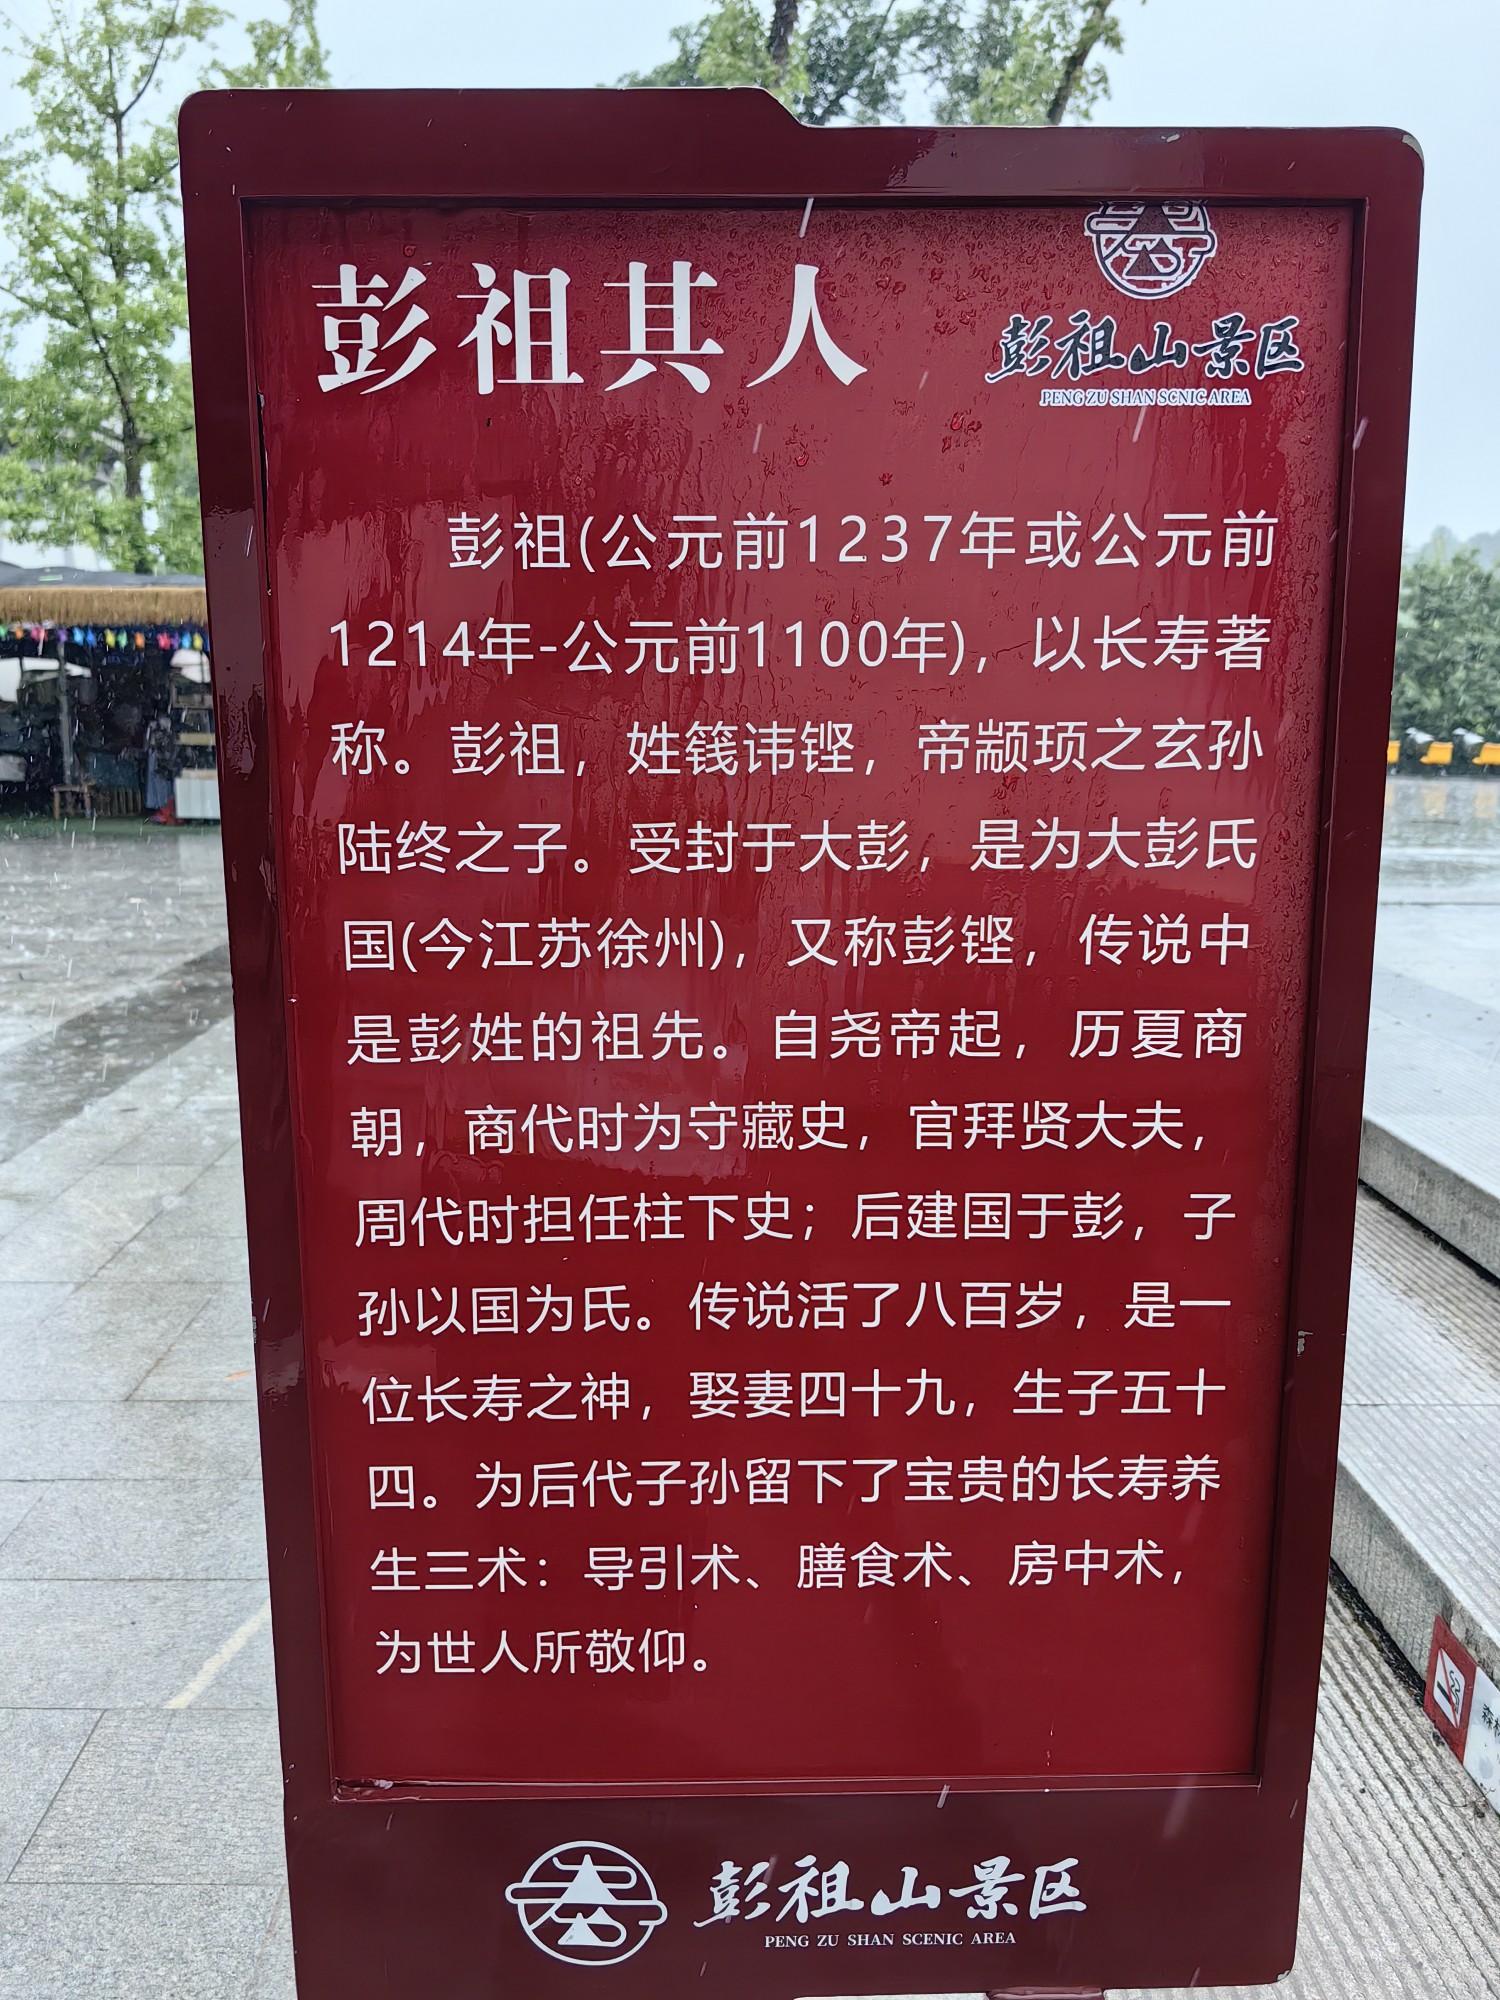 彭祖其人
彭祖山景区
PENG ZU SHAN SCNIC AREA
彭祖(公元前1237年或公元前
1214年-公元前1100年)，以长寿著
称。彭祖，姓篯讳铿，帝颛顼之玄孙
陆终之子。受封于大彭，是为大彭氏
国(今江苏徐州)，又称彭铿，传说中
是彭姓的祖先。自尧帝起，历夏商
朝，商代时为守藏史，官拜贤大夫，
周代时担任柱下史；后建国于彭，子
孙以国为氏。传说活了八百岁，是一
位长寿之神，娶妻四十九，生子五十
四。为后代子孙留下了宝贵的长寿养
生三术：导引术、膳食术、房中术，
为世人所敬仰。
彭祖山景区
PENG ZU SHAN SCENIC AREA